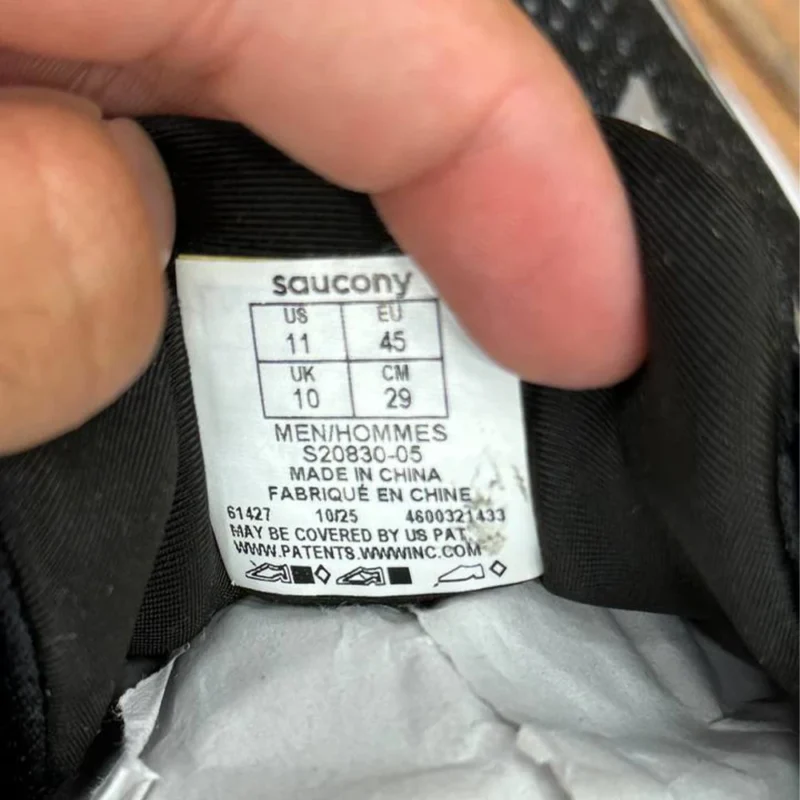 saucony
US EU
11 45
UK CM
10 29
MEN/HOMMES
S20830-05
MADE IN CHINA
FABRIQUÉ EN CHINE
61427 10/25 4600321433
MAY BE COVERED BY US PAT.
WWW.PATENTS.WWWINC.COM